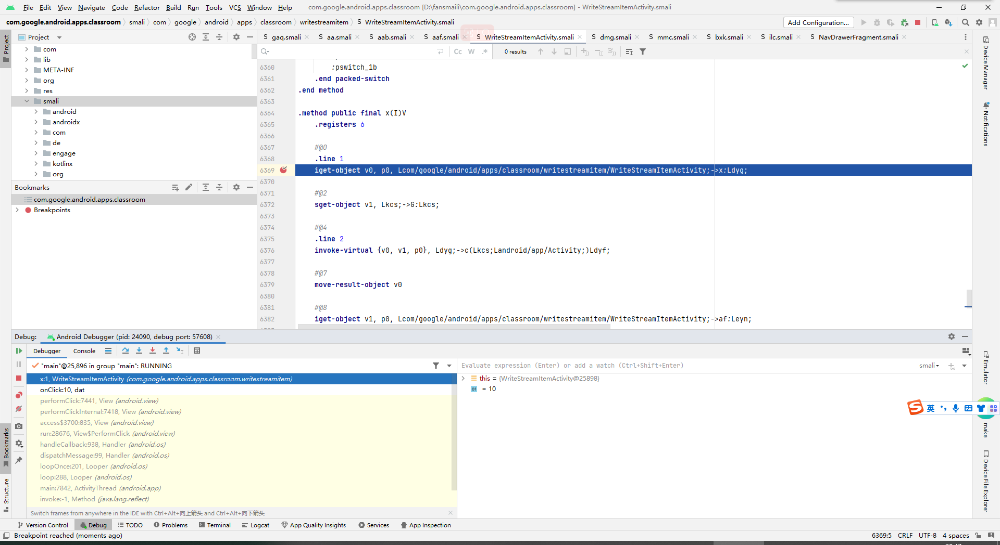 File Edit View Navigate Code Refactor Build Run Tools VCS Window Help com.google.android.apps.classroom [D:\fansmaili\com.google.android.apps.classroom] - WriteStreamItemActivity.smali
com.google.android.apps.classroom smali com google android apps classroom writestreamitem S WriteStreamItemActivity.smali Add Configuration...
Project
Project
S gaq.smali S aa.smali S aab.smali S aaf.smali S WriteStreamItemActivity.smali S dmg.smali S mmc.smali S bxk.smali S ilc.smali S NavDrawerFragment.smali
Cc W .* 0 results
com
lib
META-INF
org
res
smali
android
androidx
com
de
engage
kotlinx
org
6360 :pswitch_1b
6361 .end packed-switch
6362 .end method
6363
6364 .method public final x(I)V
6365 .registers 6
6366
6367 #@0
6368 .line 1
6369 iget-object v0, p0, Lcom/google/android/apps/classroom/writestreamitem/WriteStreamItemActivity;->x:Ldyg;
6370
6371 #@2
6372 sget-object v1, Lkcs;->G:Lkcs;
6373
6374 #@4
6375 .line 2
6376 invoke-virtual {v0, v1, p0}, Ldyg;->c(Lkcs;Landroid/app/Activity;)Ldyf;
6377
6378 #@7
6379 move-result-object v0
6380
6381 #@8
6382 iget-object v1, p0, Lcom/google/android/apps/classroom/writestreamitem/WriteStreamItemActivity;->af:Leyn;
Bookmarks
com.google.android.apps.classroom
Breakpoints
Device Manager
Notifications
Debug: Android Debugger (pid: 24090, debug port: 57608)
Debugger Console
"main"@25,896 in group "main": RUNNING
x:1, WriteStreamItemActivity (com.google.android.apps.classroom.writestreamitem)
onClick:10, dat
performClick:7441, View (android.view)
performClickInternal:7418, View (android.view)
access$3700:835, View (android.view)
run:28676, View$PerformClick (android.view)
handleCallback:938, Handler (android.os)
dispatchMessage:99, Handler (android.os)
loopOnce:201, Looper (android.os)
loop:288, Looper (android.os)
main:7842, ActivityThread (android.app)
invoke:-1, Method (java.lang.reflect)
Switch frames from anywhere in the IDE with Ctrl+Alt+向上箭头 and Ctrl+Alt+向下箭头
Evaluate expression (Enter) or add a watch (Ctrl+Shift+Enter) smali
this = {WriteStreamItemActivity@25898}
01 = 10
Emulator
S 英
make
Device File Explorer
Bookmarks
Structure
Version Control Debug TODO Problems Terminal Logcat App Quality Insights Services App Inspection
Breakpoint reached (moments ago) 6369:5 CRLF UTF-8 4 spaces